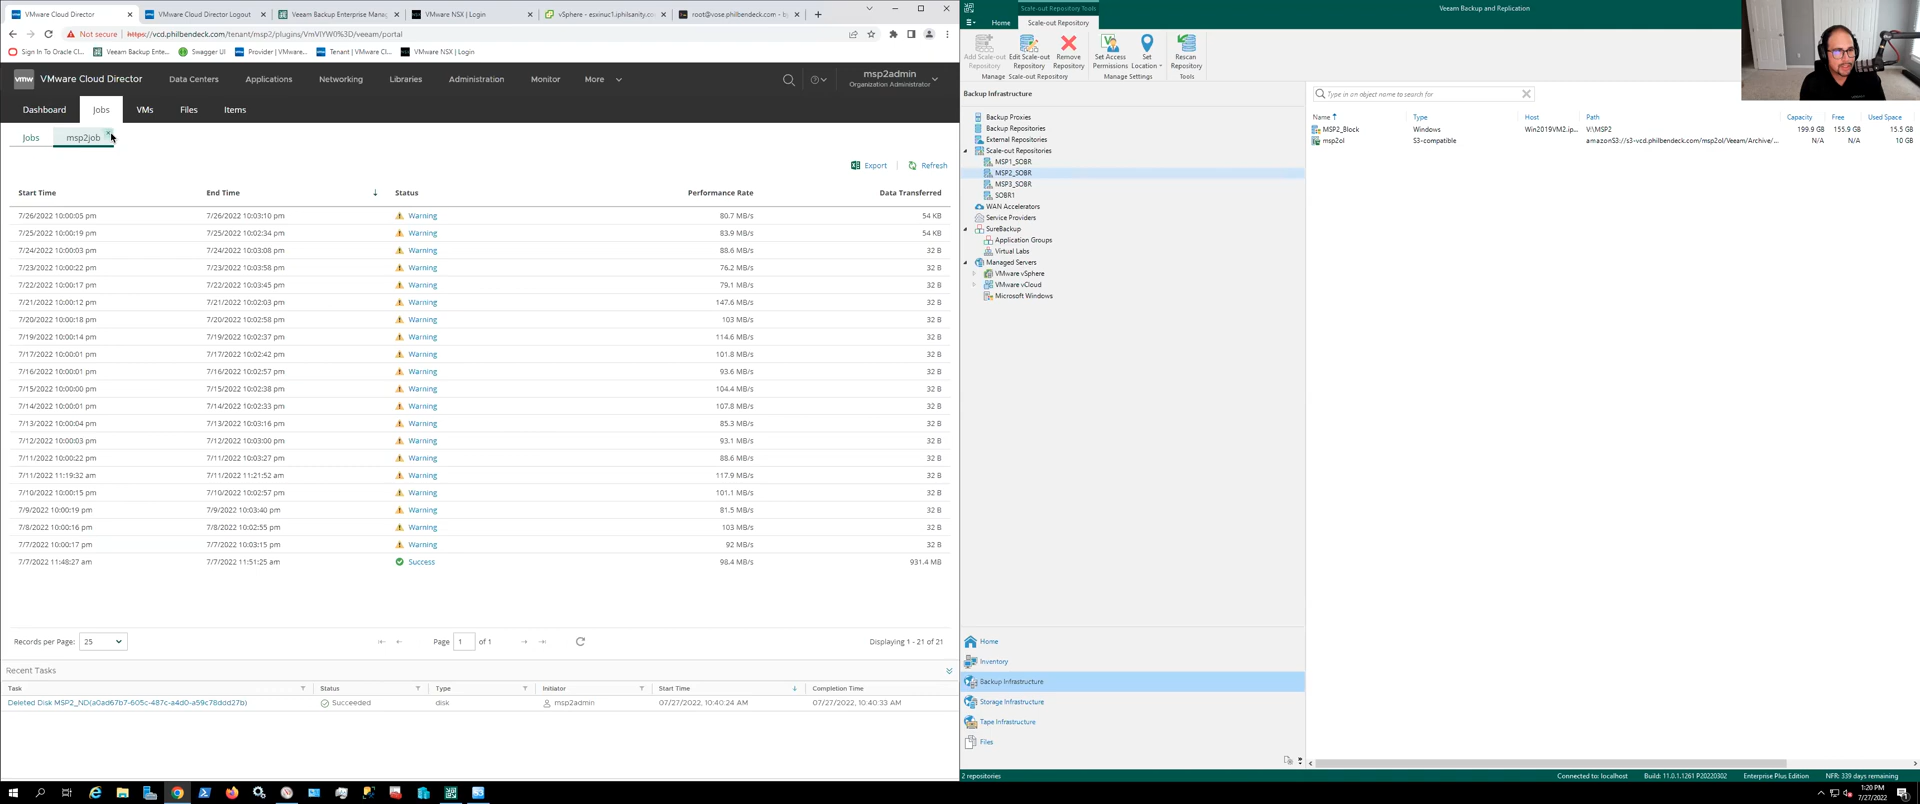 VMware Cloud Director
VMware Cloud Director Logout
Veeam Backup Enterprise Mana
VMware NSX | Login
vSphere - esxinuc1.iphilsanity.co
root@vose.philbendeck.com - b
Not secure https://vcd.philbendeck.com/tenant/msp2/plugins/VmVlYW0%3D/veeam/portal
Sign In To Oracle Cl...
Veeam Backup Ente...
Swagger UI
Provider | VMware...
Tenant | VMware Cl...
VMware NSX | Login
vmw VMware Cloud Director
Data Centers
Applications
Networking
Libraries
Administration
Monitor
More
msp2admin
Organization Administrator
Dashboard
Jobs
VMs
Files
Items
Jobs
msp2job
Export
Refresh
Start Time End Time Status Performance Rate Data Transferred
7/26/2022 10:00:05 pm 7/26/2022 10:03:10 pm Warning 80.7 MB/s 54 KB
7/25/2022 10:00:19 pm 7/25/2022 10:02:34 pm Warning 83.9 MB/s 54 KB
7/24/2022 10:00:03 pm 7/24/2022 10:03:08 pm Warning 88.6 MB/s 32 B
7/23/2022 10:00:22 pm 7/23/2022 10:03:58 pm Warning 76.2 MB/s 32 B
7/22/2022 10:00:17 pm 7/22/2022 10:03:45 pm Warning 79.1 MB/s 32 B
7/21/2022 10:00:12 pm 7/21/2022 10:02:03 pm Warning 147.6 MB/s 32 B
7/20/2022 10:00:18 pm 7/20/2022 10:02:58 pm Warning 103 MB/s 32 B
7/19/2022 10:00:14 pm 7/19/2022 10:02:37 pm Warning 114.6 MB/s 32 B
7/17/2022 10:00:01 pm 7/17/2022 10:02:42 pm Warning 101.8 MB/s 32 B
7/16/2022 10:00:01 pm 7/16/2022 10:02:57 pm Warning 93.6 MB/s 32 B
7/15/2022 10:00:00 pm 7/15/2022 10:02:38 pm Warning 104.4 MB/s 32 B
7/14/2022 10:00:01 pm 7/14/2022 10:02:33 pm Warning 107.8 MB/s 32 B
7/13/2022 10:00:04 pm 7/13/2022 10:03:16 pm Warning 85.3 MB/s 32 B
7/12/2022 10:00:03 pm 7/12/2022 10:03:00 pm Warning 93.1 MB/s 32 B
7/11/2022 10:00:22 pm 7/11/2022 10:03:27 pm Warning 88.6 MB/s 32 B
7/11/2022 11:19:32 am 7/11/2022 11:21:52 am Warning 117.9 MB/s 32 B
7/10/2022 10:00:15 pm 7/10/2022 10:02:57 pm Warning 101.1 MB/s 32 B
7/9/2022 10:00:19 pm 7/9/2022 10:03:40 pm Warning 81.5 MB/s 32 B
7/8/2022 10:00:16 pm 7/8/2022 10:02:55 pm Warning 103 MB/s 32 B
7/7/2022 10:00:17 pm 7/7/2022 10:03:15 pm Warning 92 MB/s 32 B
7/7/2022 11:48:27 am 7/7/2022 11:51:25 am Success 98.4 MB/s 931.4 MB
Records per Page: 25
Page 1 of 1
Displaying 1 - 21 of 21
Recent Tasks
Task Status Type Initiator Start Time Completion Time
Deleted Disk MSP2_ND(a0ad67b7-605c-487c-a4d0-a59c78ddd27b) Succeeded disk msp2admin 07/27/2022, 10:40:24 AM 07/27/2022, 10:40:33 AM
Scale-out Repository Tools
Veeam Backup and Replication
Home
Scale-out Repository
Add Scale-out Repository
Edit Scale-out Repository
Remove Repository
Set Access Permissions
Set Location
Rescan Repository
Manage Scale-out Repository
Manage Settings
Tools
Backup Infrastructure
Backup Proxies
Backup Repositories
External Repositories
Scale-out Repositories
MSP1_SOBR
MSP2_SOBR
MSP3_SOBR
SOBR1
WAN Accelerators
Service Providers
SureBackup
Application Groups
Virtual Labs
Managed Servers
VMware vSphere
VMware vCloud
Microsoft Windows
Type in an object name to search for
Name Type Host Path Capacity Free Used Space
MSP2_Block Windows Win2019VM2.ip... V:\MSP2 199.9 GB 155.9 GB 15.5 GB
msp2ol S3-compatible amazonS3://s3-vcd.philbendeck.com/msp2ol/Veeam/Archive/... N/A N/A 10 GB
Home
Inventory
Backup Infrastructure
Storage Infrastructure
Tape Infrastructure
Files
2 repositories
Connected to: localhost
Build: 11.0.1.1261 P20220302
Enterprise Plus Edition
NFR: 339 days remaining
1:20 PM
7/27/2022